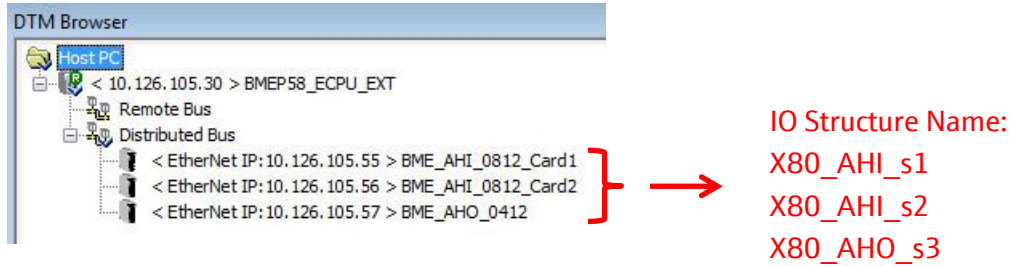 DTM Browser
Host PC
< 10.126.105.30 > BMEP58_ECPU_EXT
Remote Bus
Distributed Bus
< EtherNet IP:10.126.105.55 > BME_AHI_0812_Card1
< EtherNet IP:10.126.105.56 > BME_AHI_0812_Card2
< EtherNet IP:10.126.105.57 > BME_AHO_0412
IO Structure Name:
X80_AHI_s1
X80_AHI_s2
X80_AHO_s3